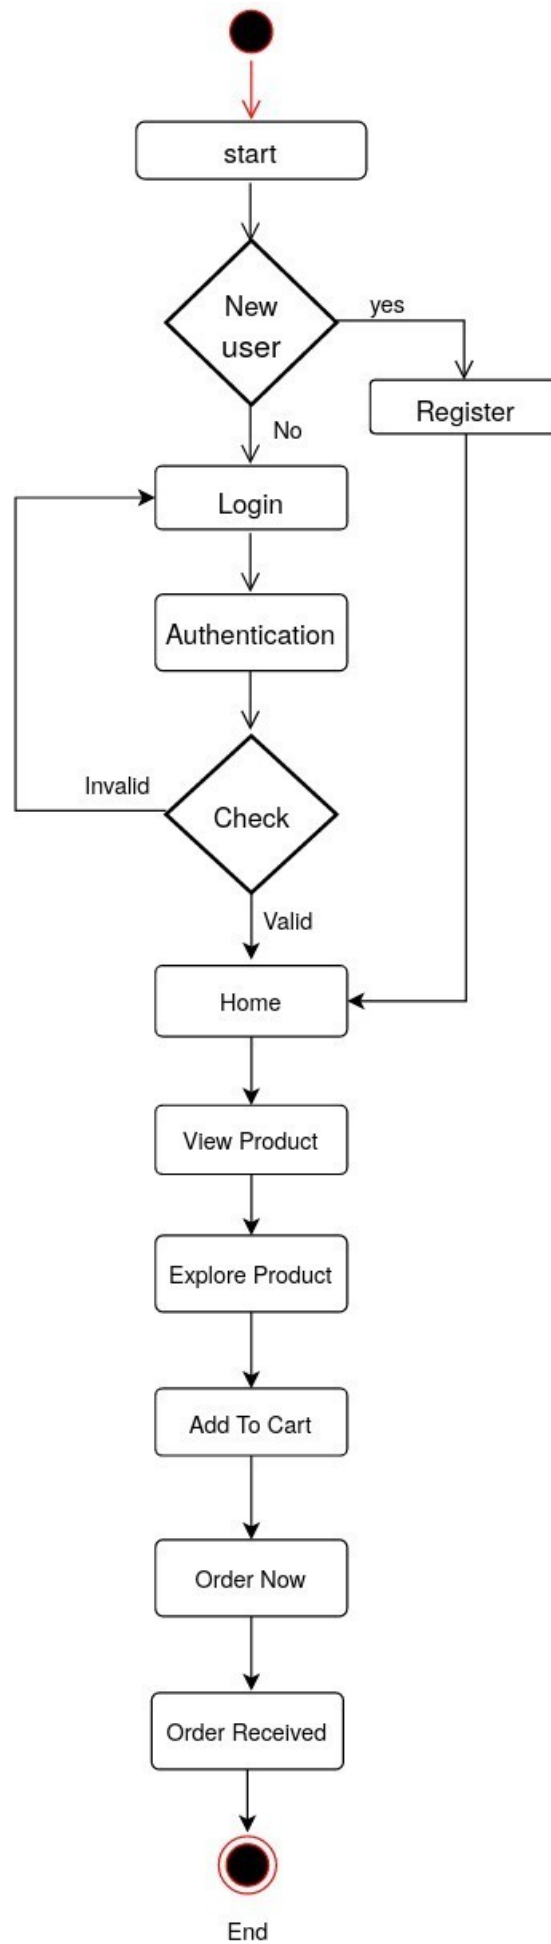 start
New
user
yes
Register
No
Login
Authentication
Invalid
Check
Valid
Home
View Product
Explore Product
Add To Cart
Order Now
Order Received
End